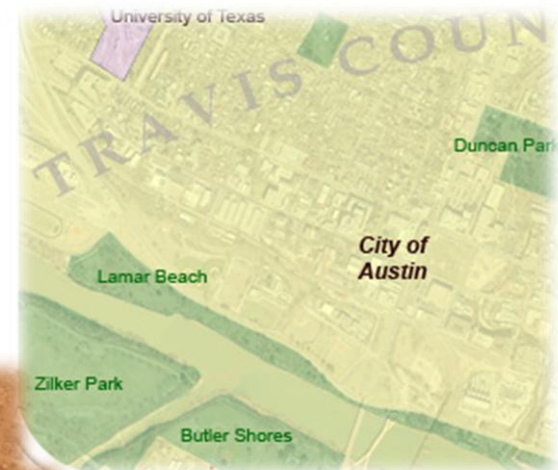 University of Texas
TRAVIS COUN
Duncan Park
City of
Austin
Lamar Beach
Zilker Park
Butler Shores